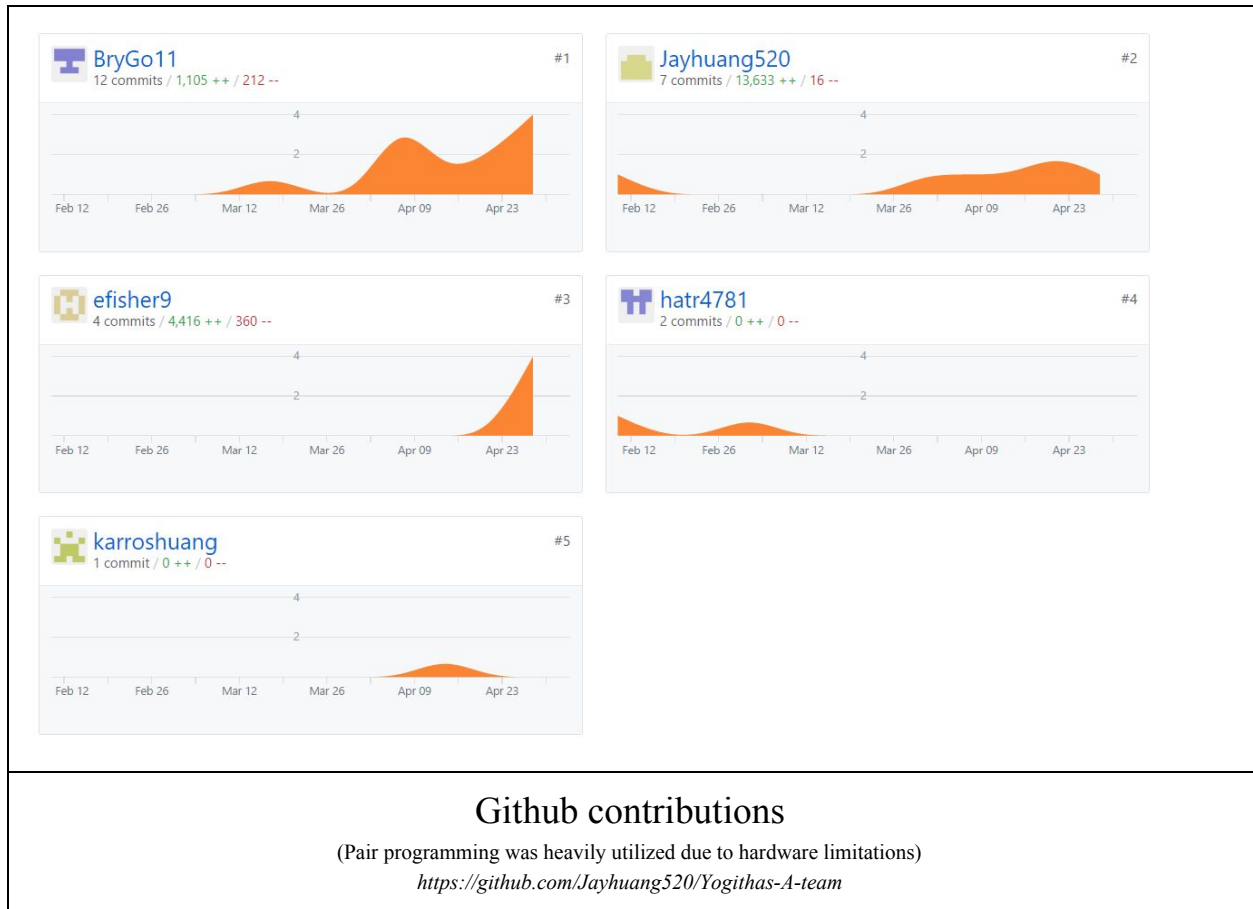 BryGo11
#1
12 commits / 1,105 ++ / 212 --
4
2
Feb 12 Feb 26 Mar 12 Mar 26 Apr 09 Apr 23
Jayhuang520
#2
7 commits / 13,633 ++ / 16 --
4
2
Feb 12 Feb 26 Mar 12 Mar 26 Apr 09 Apr 23
efisher9
#3
4 commits / 4,416 ++ / 360 --
4
2
Feb 12 Feb 26 Mar 12 Mar 26 Apr 09 Apr 23
hatr4781
#4
2 commits / 0 ++ / 0 --
4
2
Feb 12 Feb 26 Mar 12 Mar 26 Apr 09 Apr 23
karroshuang
#5
1 commit / 0 ++ / 0 --
4
2
Feb 12 Feb 26 Mar 12 Mar 26 Apr 09 Apr 23
Github contributions
(Pair programming was heavily utilized due to hardware limitations)
https://github.com/Jayhuang520/Yogithas-A-team